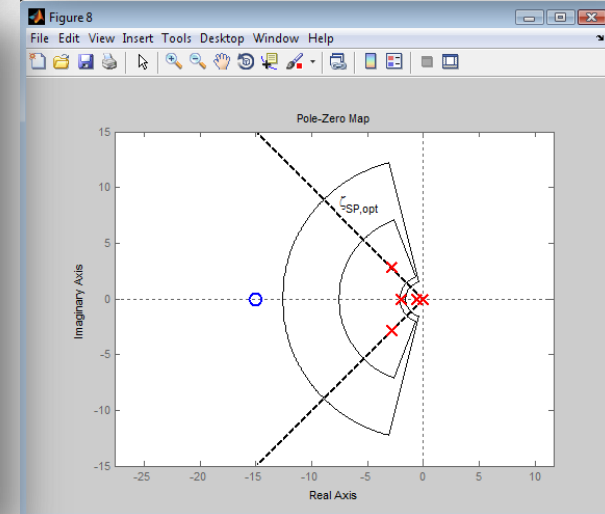 Figure 8
File Edit View Insert Tools Desktop Window Help
Pole-Zero Map
15
10
5
0
-5
-10
-15
ζSP,opt
Imaginary Axis
-25 -20 -15 -10 -5 0 5 10
Real Axis